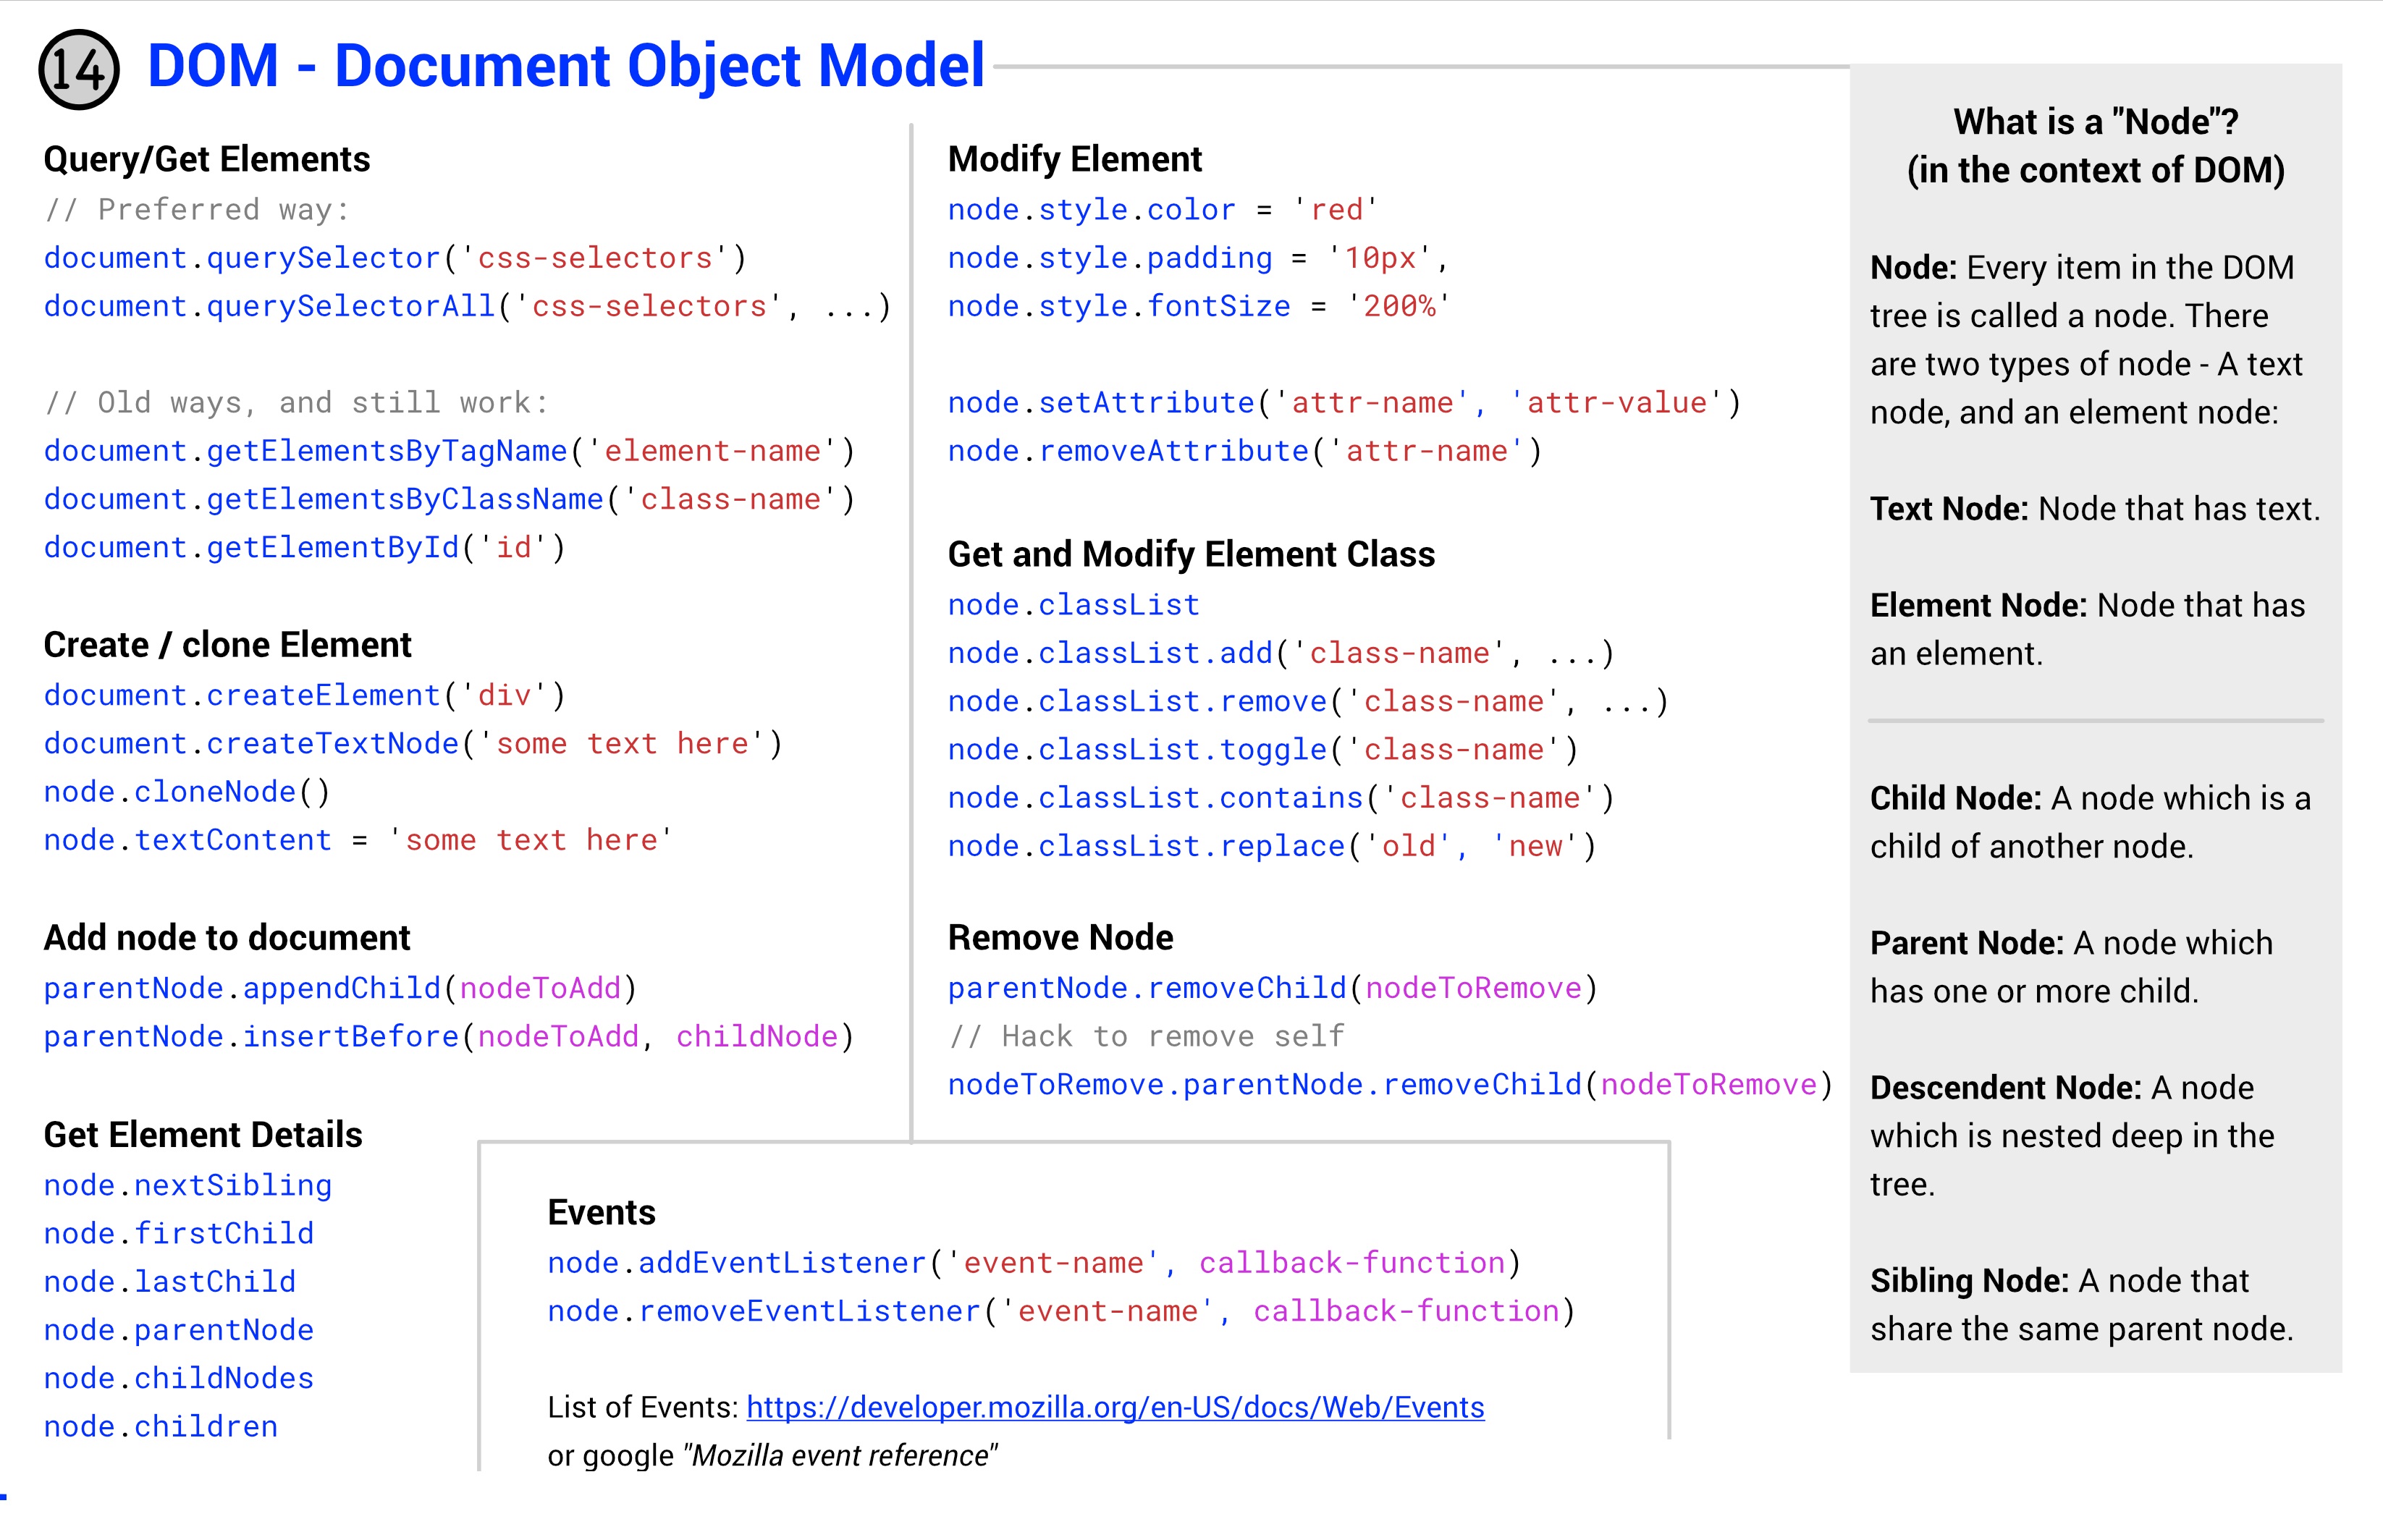 14
DOM - Document Object Model
Query/Get Elements
// Preferred way:
document.querySelector('css-selectors')
document.querySelectorAll('css-selectors', ...)
// Old ways, and still work:
document.getElementsByTagName('element-name')
document.getElementsByClassName('class-name')
document.getElementById('id')
Create / clone Element
document.createElement('div')
document.createTextNode('some text here')
node.cloneNode()
node.textContent = 'some text here'
Add node to document
parentNode.appendChild(nodeToAdd)
parentNode.insertBefore(nodeToAdd, childNode)
Get Element Details
node.nextSibling
node.firstChild
node.lastChild
node.parentNode
node.childNodes
node.children
Modify Element
node.style.color = 'red'
node.style.padding = '10px',
node.style.fontSize = '200%'
node.setAttribute('attr-name', 'attr-value')
node.removeAttribute('attr-name')
Get and Modify Element Class
node.classList
node.classList.add('class-name', ...)
node.classList.remove('class-name', ...)
node.classList.toggle('class-name')
node.classList.contains('class-name')
node.classList.replace('old', 'new')
Remove Node
parentNode.removeChild(nodeToRemove)
// Hack to remove self
nodeToRemove.parentNode.removeChild(nodeToRemove)
Events
node.addEventListener('event-name', callback-function)
node.removeEventListener('event-name', callback-function)
List of Events: https://developer.mozilla.org/en-US/docs/Web/Events
or google "Mozilla event reference"
What is a "Node"?
(in the context of DOM)
Node: Every item in the DOM
tree is called a node. There
are two types of node - A text
node, and an element node:
Text Node: Node that has text.
Element Node: Node that has
an element.
Child Node: A node which is a
child of another node.
Parent Node: A node which
has one or more child.
Descendent Node: A node
which is nested deep in the
tree.
Sibling Node: A node that
share the same parent node.